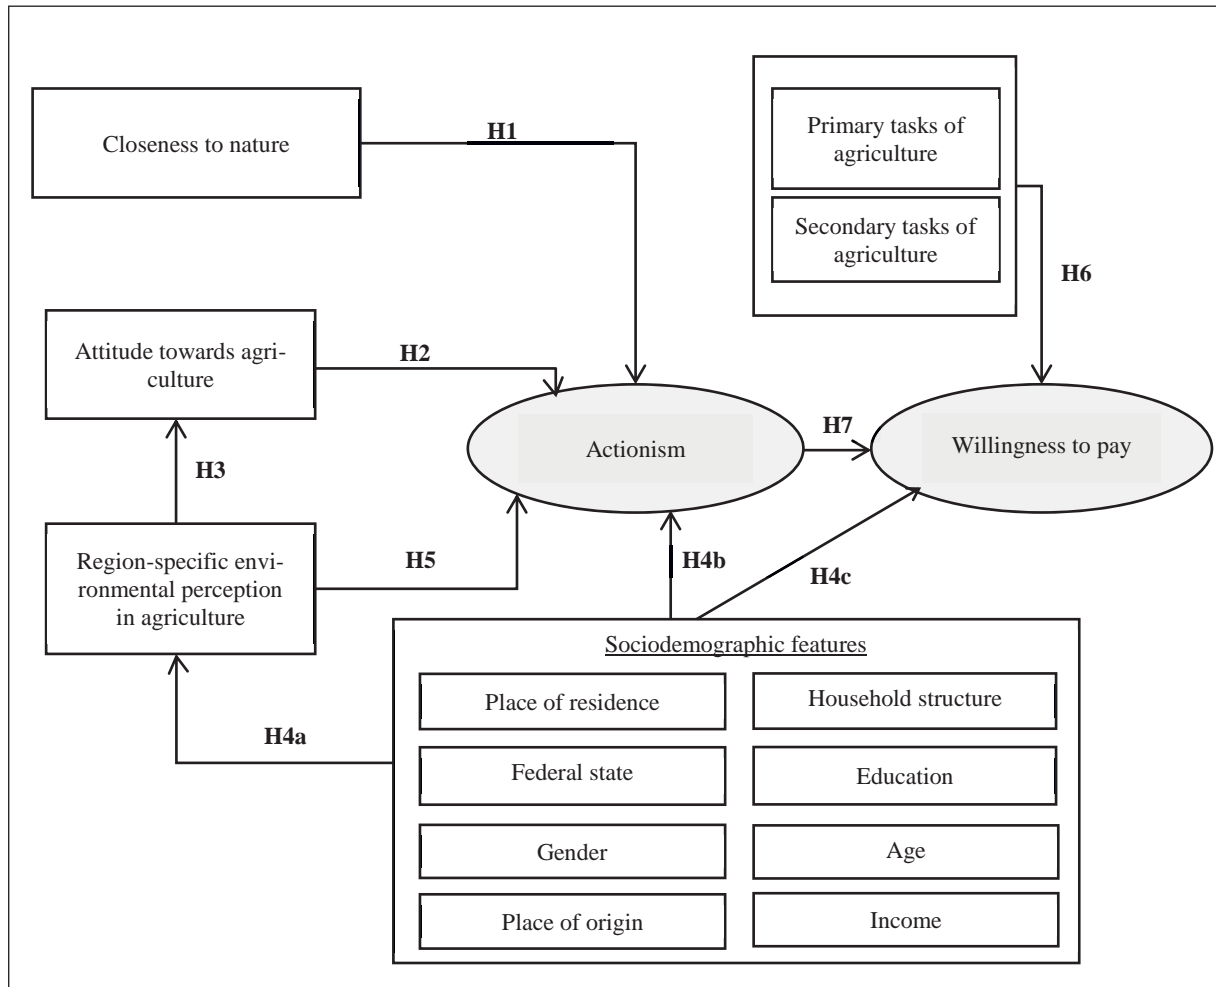 H1
Closeness to nature
Primary tasks of
agriculture
Secondary tasks of
agriculture
H6
Attitude towards agri-
culture
H2
H3
Actionism
H7
Willingness to pay
Region-specific envi-
ronmental perception
in agriculture
H5
H4b
H4c
H4a
Sociodemographic features
Place of residence
Household structure
Federal state
Education
Gender
Age
Place of origin
Income